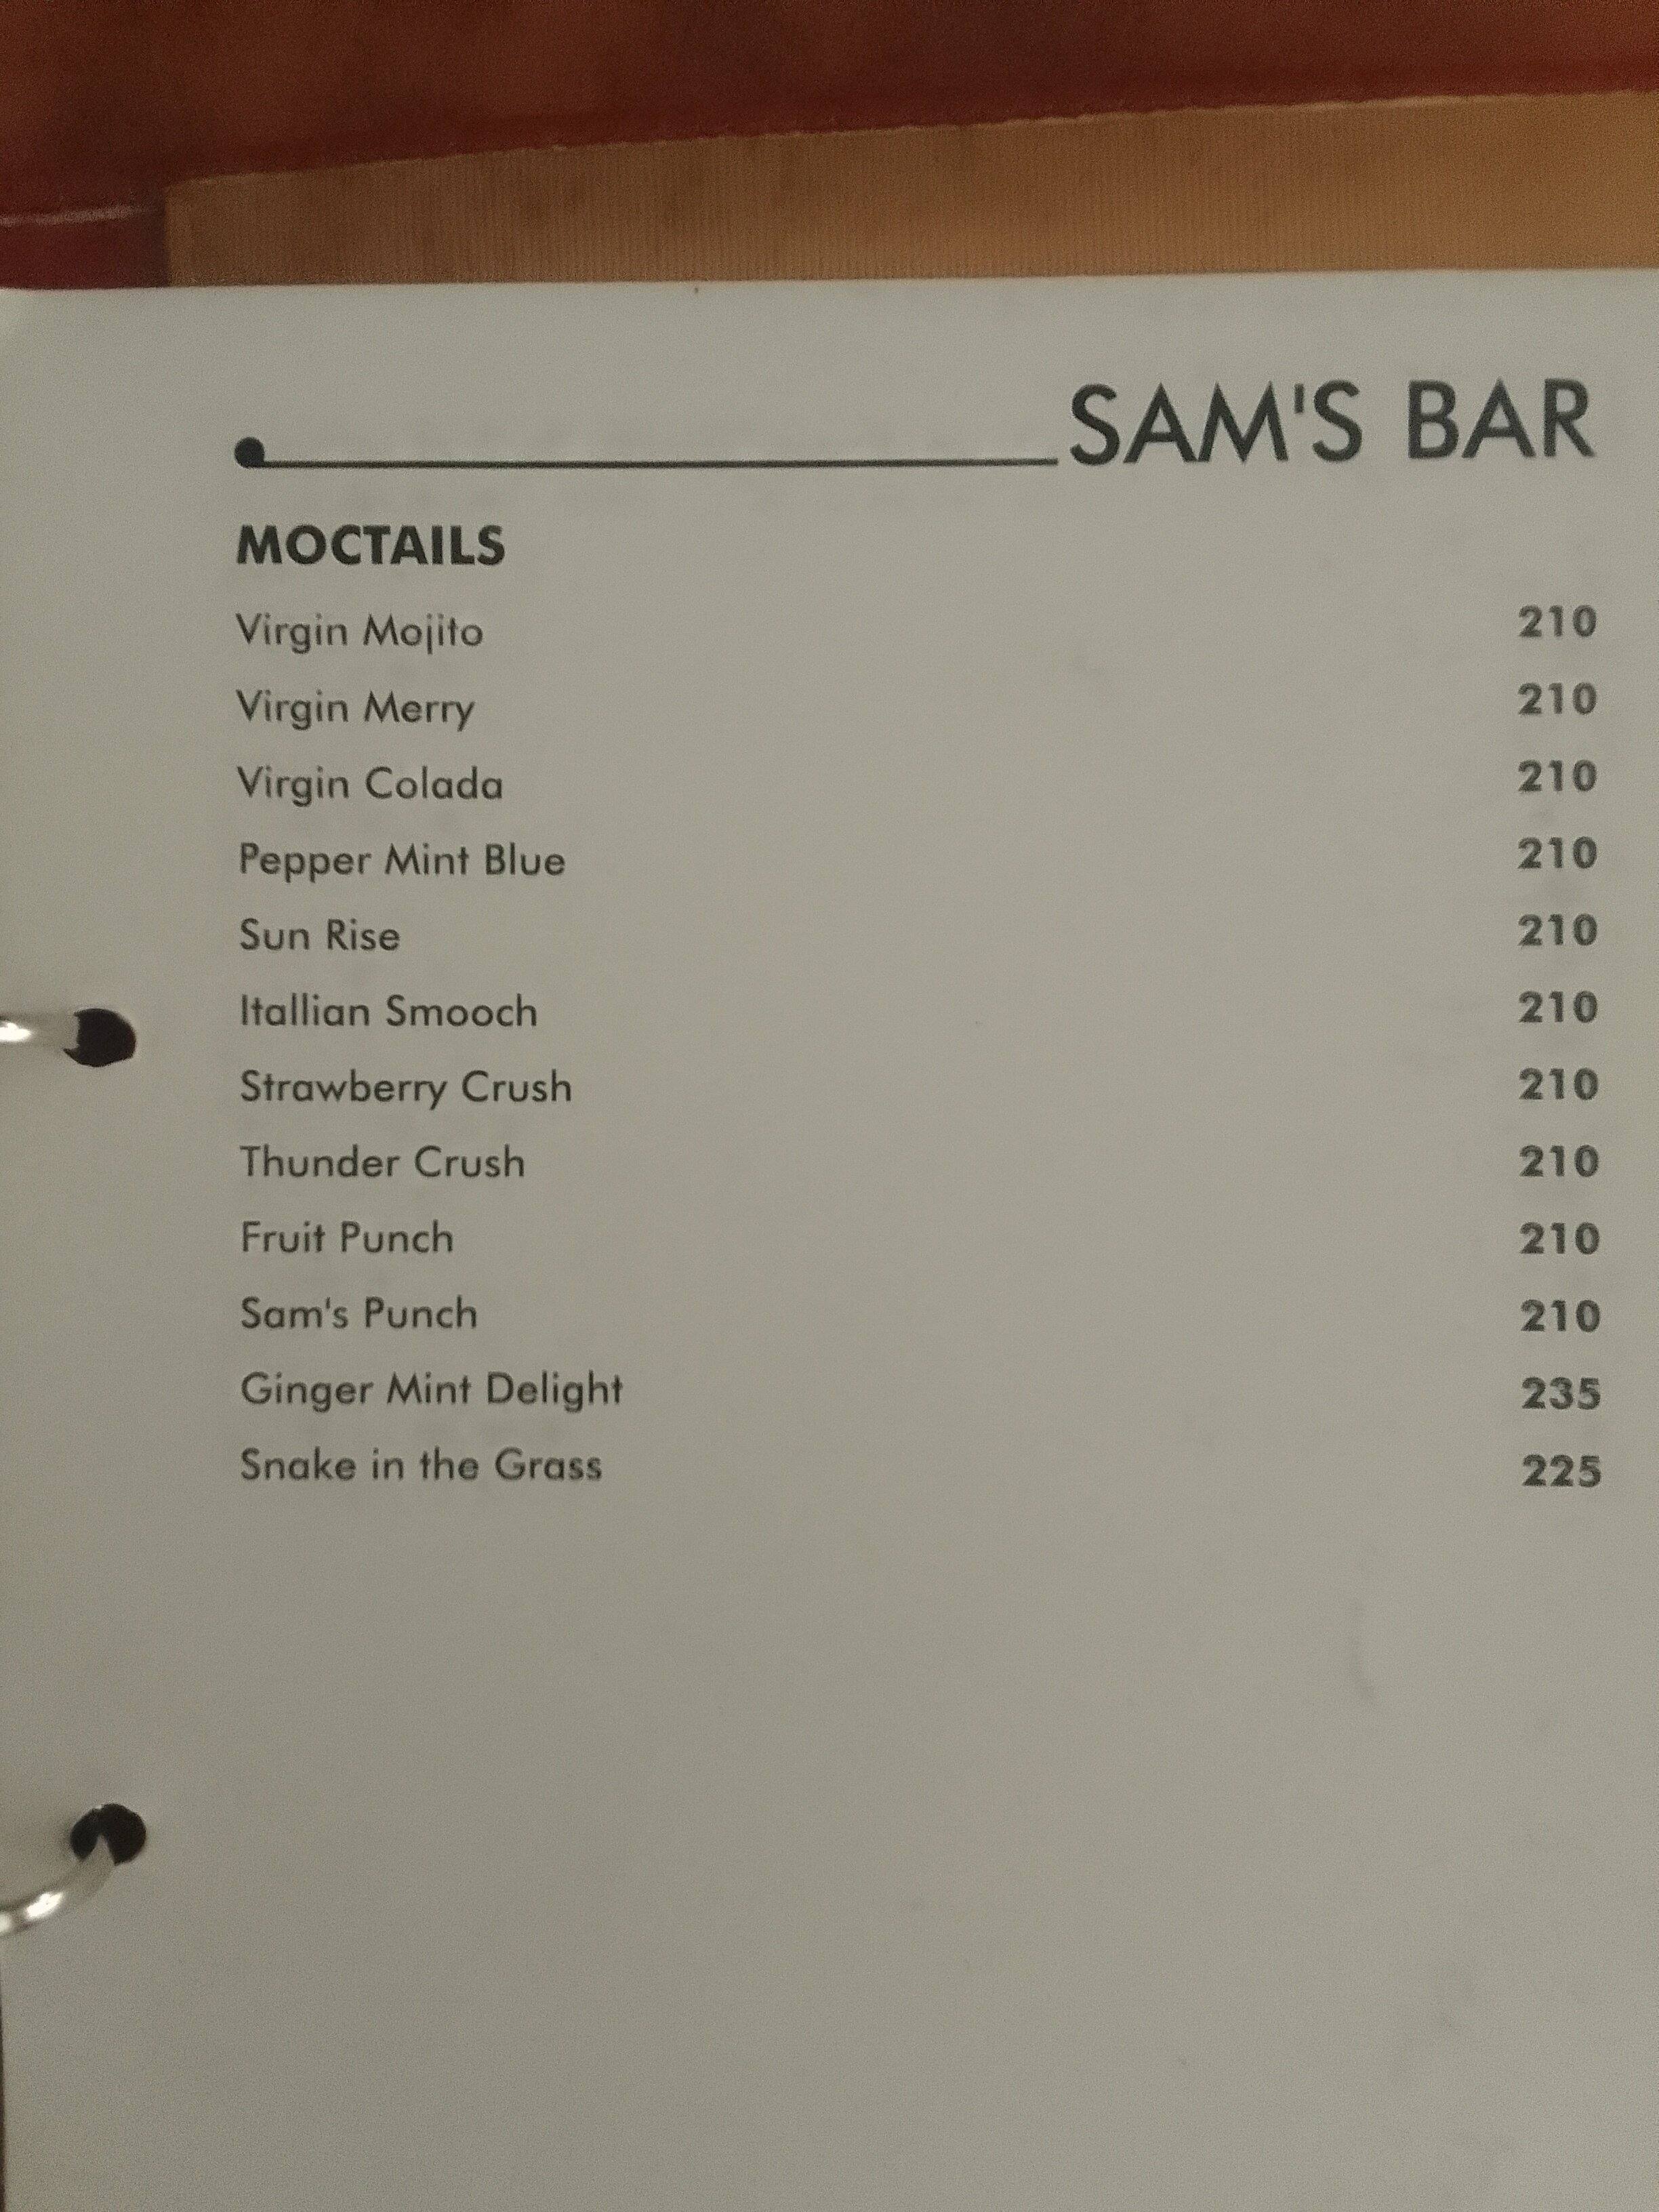 SAM'S BAR
MOCTAILS
Virgin Mojito 210
Virgin Merry 210
Virgin Colada 210
Pepper Mint Blue 210
Sun Rise 210
Itallian Smooch 210
Strawberry Crush 210
Thunder Crush 210
Fruit Punch 210
Sam's Punch 210
Ginger Mint Delight 235
Snake in the Grass 225